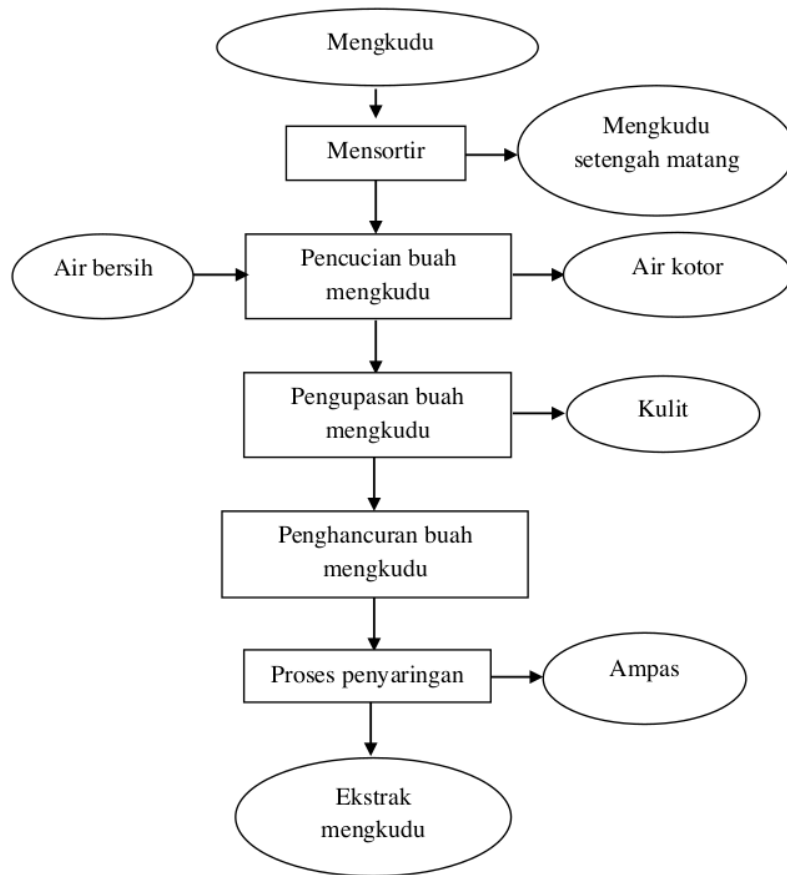 Mengkudu
Mensortir
Mengkudu
setengah matang
Air bersih
Pencucian buah
mengkudu
Air kotor
Pengupasan buah
mengkudu
Kulit
Penghancuran buah
mengkudu
Proses penyaringan
Ampas
Ekstrak
mengkudu